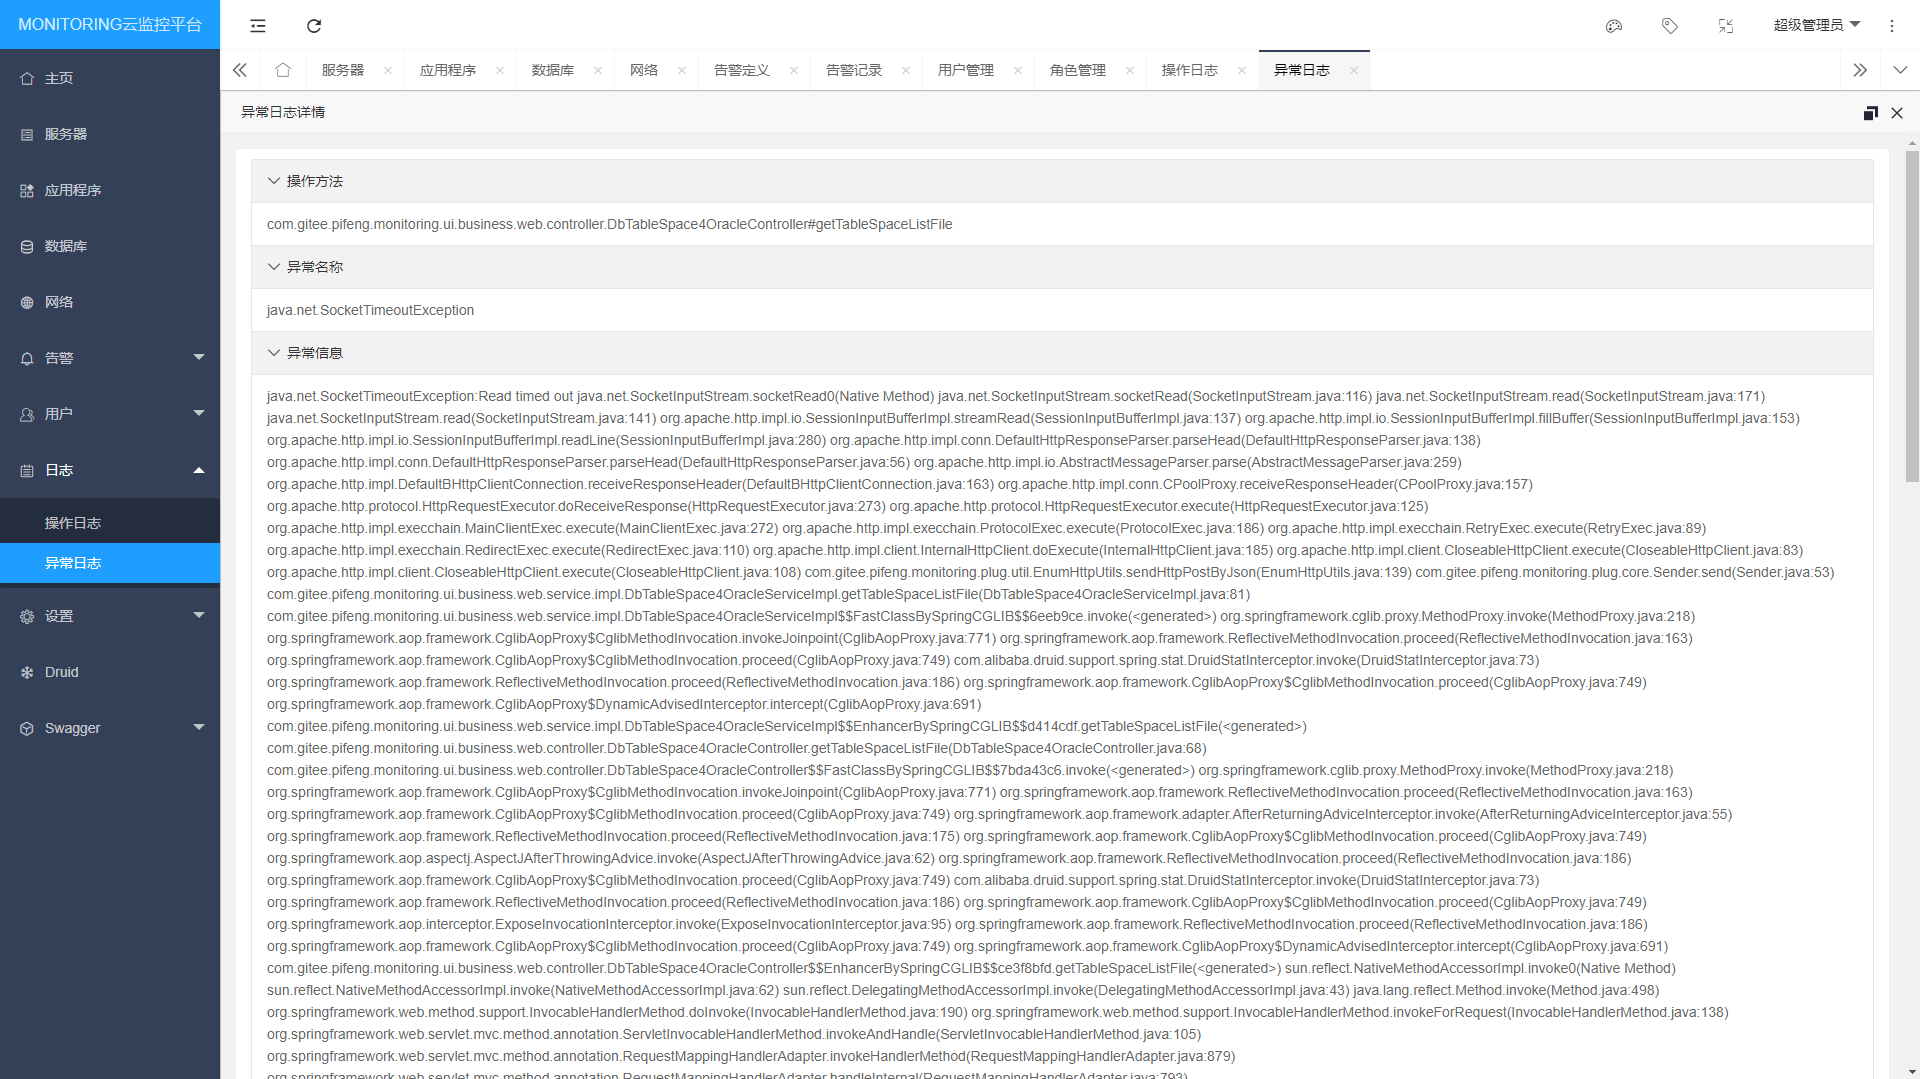 MONITORING云监控平台
超级管理员
服务器
应用程序
数据库
网络
告警定义
告警记录
用户管理
角色管理
操作日志
异常日志
主页
服务器
应用程序
数据库
网络
告警
用户
日志
操作日志
异常日志
设置
Druid
Swagger
异常日志详情
操作方法
com.gitee.pifeng.monitoring.ui.business.web.controller.DbTableSpace4OracleController#getTableSpaceListFile
异常名称
java.net.SocketTimeoutException
异常信息
java.net.SocketTimeoutException:Read timed out java.net.SocketInputStream.socketRead0(Native Method) java.net.SocketInputStream.socketRead(SocketInputStream.java:116) java.net.SocketInputStream.read(SocketInputStream.java:171)
java.net.SocketInputStream.read(SocketInputStream.java:141) org.apache.http.impl.io.SessionInputBufferImpl.streamRead(SessionInputBufferImpl.java:137) org.apache.http.impl.io.SessionInputBufferImpl.fillBuffer(SessionInputBufferImpl.java:153)
org.apache.http.impl.io.SessionInputBufferImpl.readLine(SessionInputBufferImpl.java:280) org.apache.http.impl.conn.DefaultHttpResponseParser.parseHead(DefaultHttpResponseParser.java:138)
org.apache.http.impl.conn.DefaultHttpResponseParser.parseHead(DefaultHttpResponseParser.java:56) org.apache.http.impl.io.AbstractMessageParser.parse(AbstractMessageParser.java:259)
org.apache.http.impl.DefaultBHttpClientConnection.receiveResponseHeader(DefaultBHttpClientConnection.java:163) org.apache.http.impl.conn.CPoolProxy.receiveResponseHeader(CPoolProxy.java:157)
org.apache.http.protocol.HttpRequestExecutor.doReceiveResponse(HttpRequestExecutor.java:273) org.apache.http.protocol.HttpRequestExecutor.execute(HttpRequestExecutor.java:125)
org.apache.http.impl.execchain.MainClientExec.execute(MainClientExec.java:272) org.apache.http.impl.execchain.ProtocolExec.execute(ProtocolExec.java:186) org.apache.http.impl.execchain.RetryExec.execute(RetryExec.java:89)
org.apache.http.impl.execchain.RedirectExec.execute(RedirectExec.java:110) org.apache.http.impl.client.InternalHttpClient.doExecute(InternalHttpClient.java:185) org.apache.http.impl.client.CloseableHttpClient.execute(CloseableHttpClient.java:83)
org.apache.http.impl.client.CloseableHttpClient.execute(CloseableHttpClient.java:108) com.gitee.pifeng.monitoring.plug.util.EnumHttpUtils.sendHttpPostByJson(EnumHttpUtils.java:139) com.gitee.pifeng.monitoring.plug.core.Sender.send(Sender.java:53)
com.gitee.pifeng.monitoring.ui.business.web.service.impl.DbTableSpace4OracleServiceImpl.getTableSpaceListFile(DbTableSpace4OracleServiceImpl.java:81)
com.gitee.pifeng.monitoring.ui.business.web.service.impl.DbTableSpace4OracleServiceImpl$$FastClassBySpringCGLIB$$6eeb9ce.invoke(<generated>) org.springframework.cglib.proxy.MethodProxy.invoke(MethodProxy.java:218)
org.springframework.aop.framework.CglibAopProxy$CglibMethodInvocation.invokeJoinpoint(CglibAopProxy.java:771) org.springframework.aop.framework.ReflectiveMethodInvocation.proceed(ReflectiveMethodInvocation.java:163)
org.springframework.aop.framework.CglibAopProxy$CglibMethodInvocation.proceed(CglibAopProxy.java:749) com.alibaba.druid.support.spring.stat.DruidStatInterceptor.invoke(DruidStatInterceptor.java:73)
org.springframework.aop.framework.ReflectiveMethodInvocation.proceed(ReflectiveMethodInvocation.java:186) org.springframework.aop.framework.CglibAopProxy$CglibMethodInvocation.proceed(CglibAopProxy.java:749)
org.springframework.aop.framework.CglibAopProxy$DynamicAdvisedInterceptor.intercept(CglibAopProxy.java:691)
com.gitee.pifeng.monitoring.ui.business.web.service.impl.DbTableSpace4OracleServiceImpl$$EnhancerBySpringCGLIB$$d414cdf.getTableSpaceListFile(<generated>)
com.gitee.pifeng.monitoring.ui.business.web.controller.DbTableSpace4OracleController.getTableSpaceListFile(DbTableSpace4OracleController.java:68)
com.gitee.pifeng.monitoring.ui.business.web.controller.DbTableSpace4OracleController$$FastClassBySpringCGLIB$$7bda43c6.invoke(<generated>) org.springframework.cglib.proxy.MethodProxy.invoke(MethodProxy.java:218)
org.springframework.aop.framework.CglibAopProxy$CglibMethodInvocation.invokeJoinpoint(CglibAopProxy.java:771) org.springframework.aop.framework.ReflectiveMethodInvocation.proceed(ReflectiveMethodInvocation.java:163)
org.springframework.aop.framework.CglibAopProxy$CglibMethodInvocation.proceed(CglibAopProxy.java:749) org.springframework.aop.framework.adapter.AfterReturningAdviceInterceptor.invoke(AfterReturningAdviceInterceptor.java:55)
org.springframework.aop.framework.ReflectiveMethodInvocation.proceed(ReflectiveMethodInvocation.java:175) org.springframework.aop.framework.CglibAopProxy$CglibMethodInvocation.proceed(CglibAopProxy.java:749)
org.springframework.aop.aspectj.AspectJAfterThrowingAdvice.invoke(AspectJAfterThrowingAdvice.java:62) org.springframework.aop.framework.ReflectiveMethodInvocation.proceed(ReflectiveMethodInvocation.java:186)
org.springframework.aop.framework.CglibAopProxy$CglibMethodInvocation.proceed(CglibAopProxy.java:749) com.alibaba.druid.support.spring.stat.DruidStatInterceptor.invoke(DruidStatInterceptor.java:73)
org.springframework.aop.framework.ReflectiveMethodInvocation.proceed(ReflectiveMethodInvocation.java:186) org.springframework.aop.framework.CglibAopProxy$CglibMethodInvocation.proceed(CglibAopProxy.java:749)
org.springframework.aop.interceptor.ExposeInvocationInterceptor.invoke(ExposeInvocationInterceptor.java:95) org.springframework.aop.framework.ReflectiveMethodInvocation.proceed(ReflectiveMethodInvocation.java:186)
org.springframework.aop.framework.CglibAopProxy$CglibMethodInvocation.proceed(CglibAopProxy.java:749) org.springframework.aop.framework.CglibAopProxy$DynamicAdvisedInterceptor.intercept(CglibAopProxy.java:691)
com.gitee.pifeng.monitoring.ui.business.web.controller.DbTableSpace4OracleController$$EnhancerBySpringCGLIB$$ce3f8bfd.getTableSpaceListFile(<generated>) sun.reflect.NativeMethodAccessorImpl.invoke0(Native Method)
sun.reflect.NativeMethodAccessorImpl.invoke(NativeMethodAccessorImpl.java:62) sun.reflect.DelegatingMethodAccessorImpl.invoke(DelegatingMethodAccessorImpl.java:43) java.lang.reflect.Method.invoke(Method.java:498)
org.springframework.web.method.support.InvocableHandlerMethod.doInvoke(InvocableHandlerMethod.java:190) org.springframework.web.method.support.InvocableHandlerMethod.invokeForRequest(InvocableHandlerMethod.java:138)
org.springframework.web.servlet.mvc.method.annotation.ServletInvocableHandlerMethod.invokeAndHandle(ServletInvocableHandlerMethod.java:105)
org.springframework.web.servlet.mvc.method.annotation.RequestMappingHandlerAdapter.invokeHandlerMethod(RequestMappingHandlerAdapter.java:879)
org.springframework.web.servlet.mvc.method.annotation.RequestMappingHandlerAdapter.handleInternal(RequestMappingHandlerAdapter.java:793)